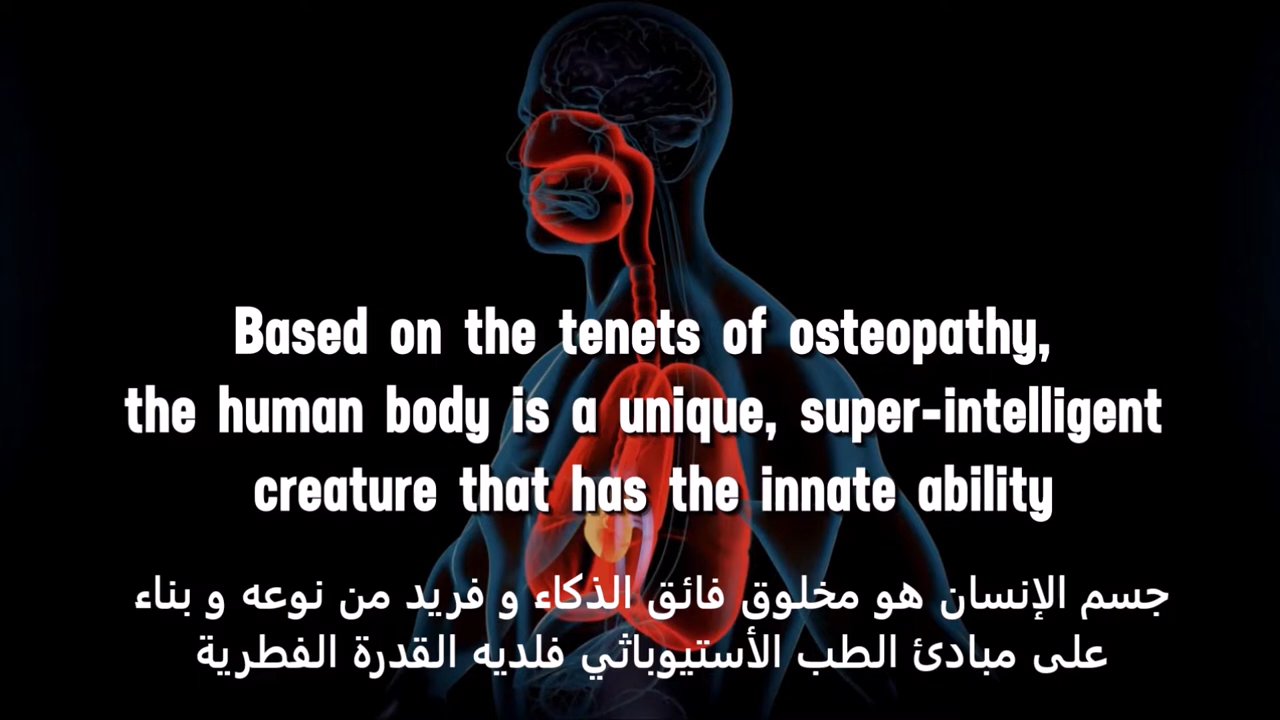 Based on the tenets of osteopathy,
the human body is a unique, super-intelligent
creature that has the innate ability
جسم الإنسان هو مخلوق فائق الذكاء و فريد من نوعه و بناء
على مبادئ الطب الأستيوباثي فلديه القدرة الفطرية